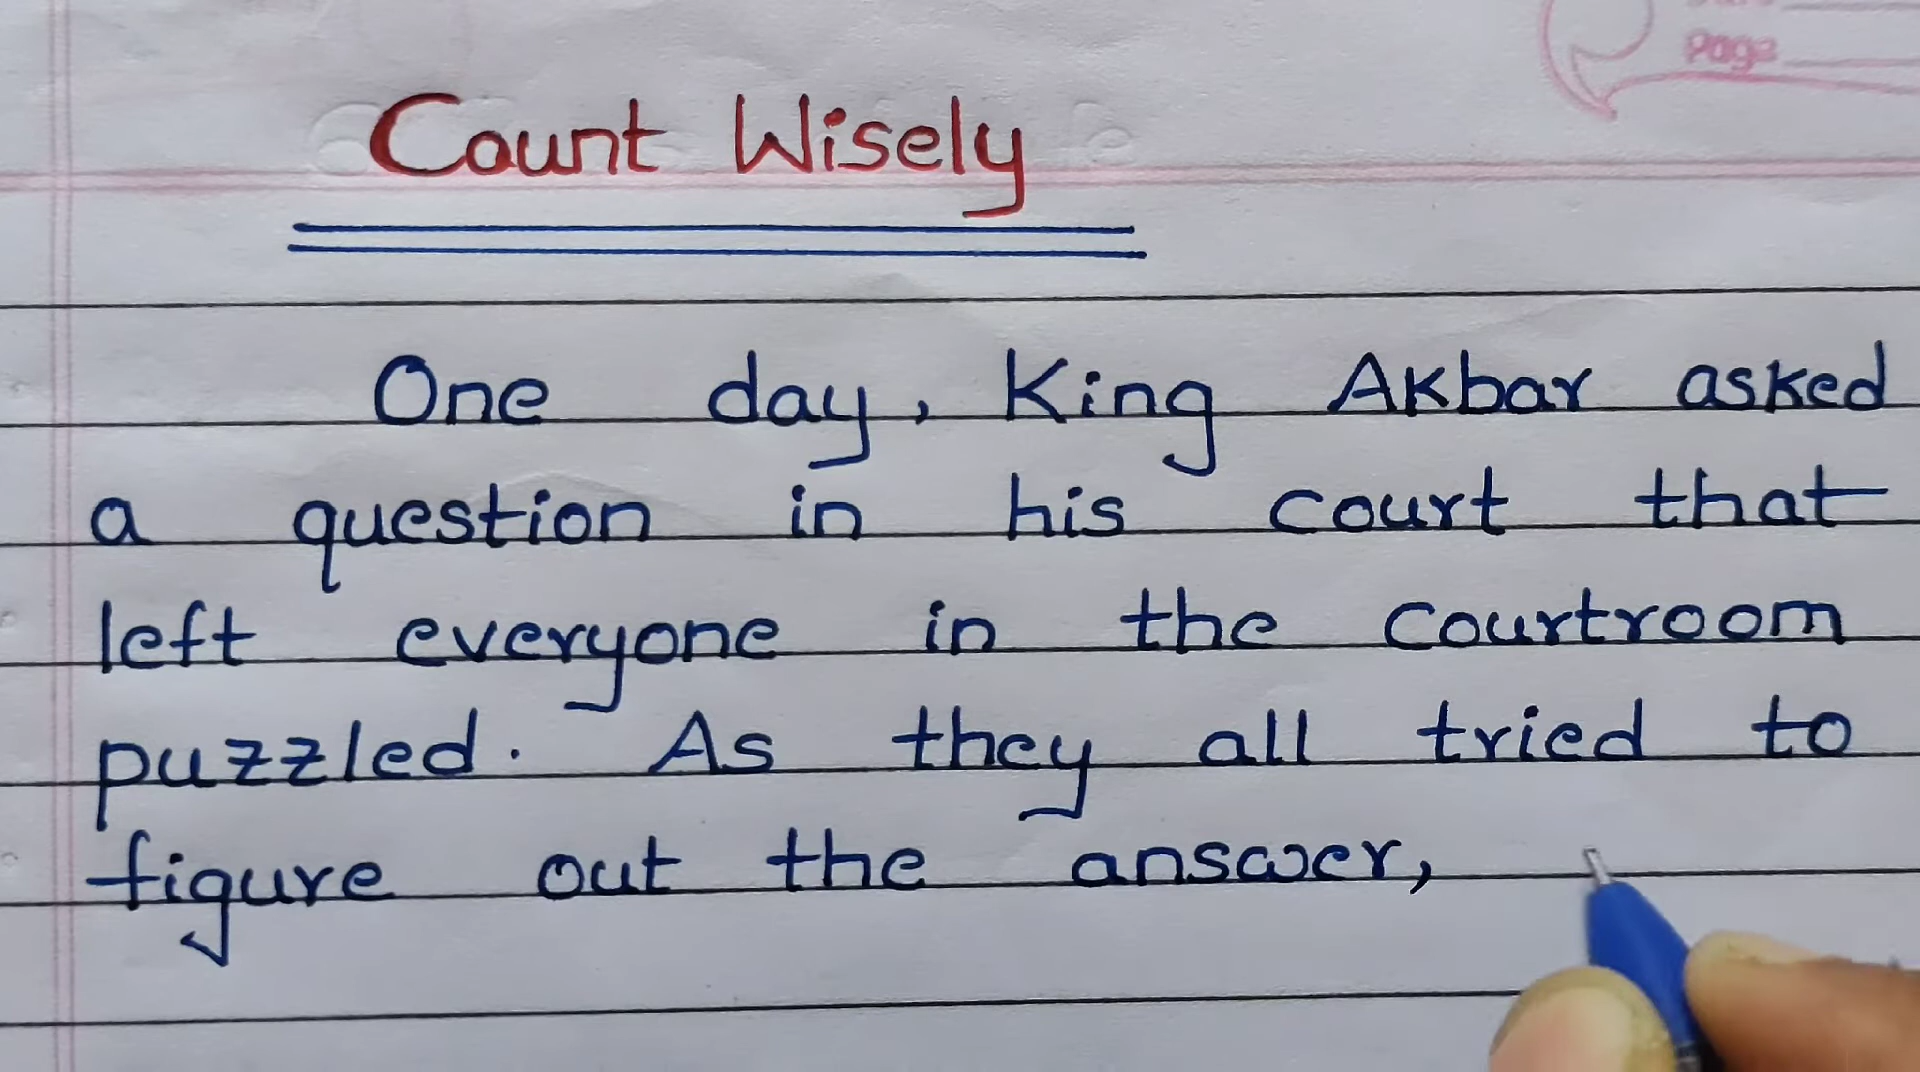 Page
Count Wisely
One day, King Akbar asked
a question in his court that
left everyone in the courtroom
puzzled. As they all tried to
figure out the answer,